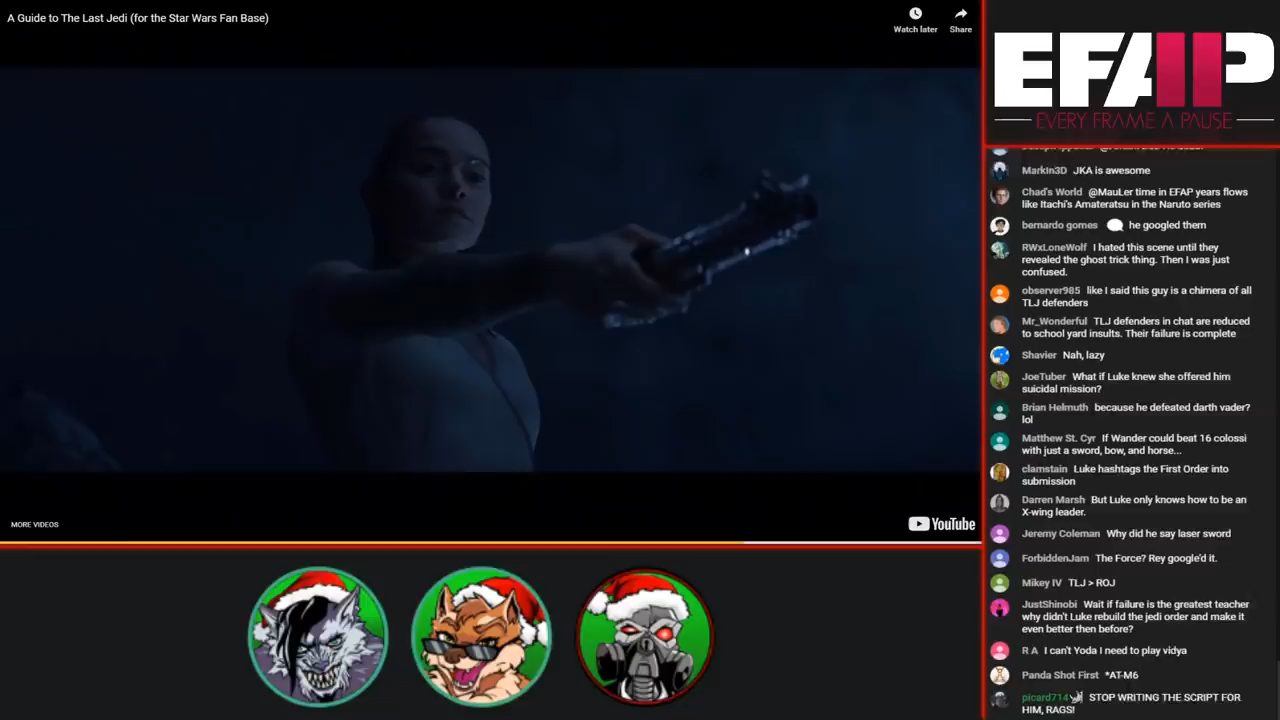 A Guide to The Last Jedi (for the Star Wars Fan Base)
Watch later
Share
MORE VIDEOS
YouTube
EFAP
EVERY FRAME A PAUSE
MarkIn3D JKA is awesome
Chad's World @MauLer time in EFAP years flows
like Itachi's Amateratsu in the Naruto series
bernardo gomes he googled them
RWxLoneWolf I hated this scene until they
revealed the ghost trick thing. Then I was just
confused.
observer985 like I said this guy is a chimera of all
TLJ defenders
Mr_Wonderful TLJ defenders in chat are reduced
to school yard insults. Their failure is complete
Shavier Nah, lazy
JoeTuber What if Luke knew she offered him
suicidal mission?
Brian Helmuth because he defeated darth vader?
lol
Matthew St. Cyr If Wander could beat 16 colossi
with just a sword, bow, and horse...
clamstain Luke hashtags the First Order into
submission
Darren Marsh But Luke only knows how to be an
X-wing leader.
Jeremy Coleman Why did he say laser sword
ForbiddenJam The Force? Rey google'd it.
Mikey IV TLJ > ROJ
JustShinobi Wait if failure is the greatest teacher
why didn't Luke rebuild the jedi order and make it
even better then before?
R A I can't Yoda I need to play vidya
Panda Shot First *AT-M6
picard714 STOP WRITING THE SCRIPT FOR
HIM, RAGS!